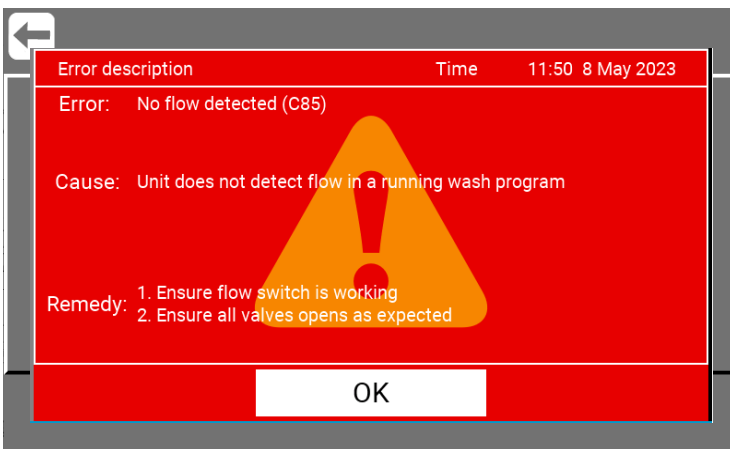 Error description Time 11:50 8 May 2023
Error: No flow detected (C85)
Cause: Unit does not detect flow in a running wash program
Remedy: 1. Ensure flow switch is working
2. Ensure all valves opens as expected
OK